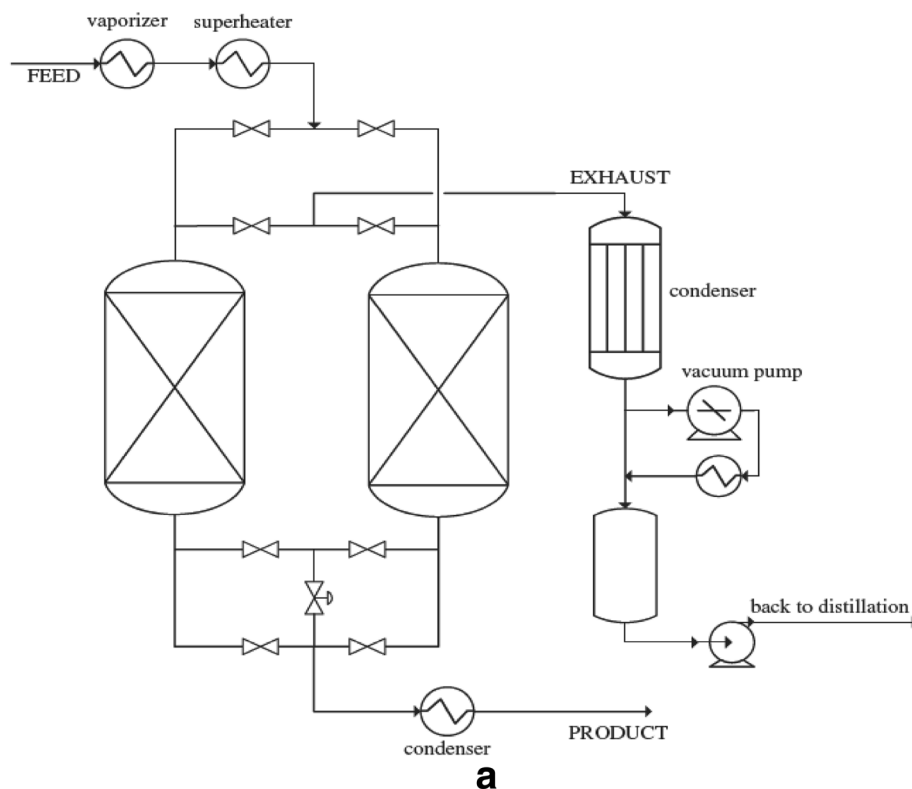 vaporizer
superheater
FEED
EXHAUST
condenser
vacuum pump
back to distillation
PRODUCT
condenser
a